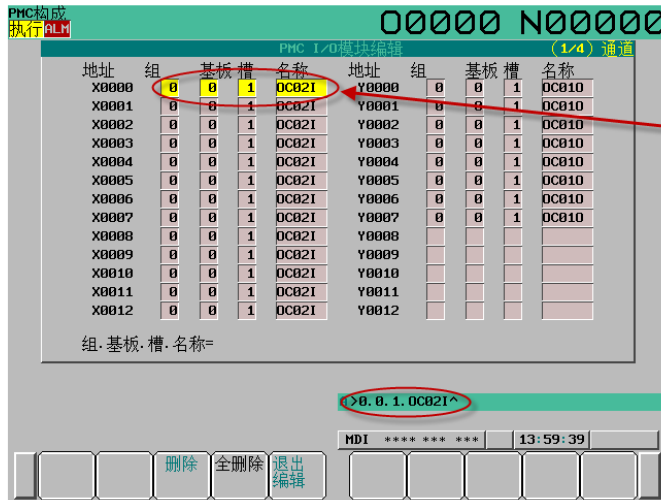 PMC构成
执行 ALM
O0000 N00000
PMC I/O模块编辑 (1/4) 通道
地址 组 基板 槽 名称 地址 组 基板 槽 名称
X0000 0 0 1 OC02I Y0000 0 0 1 OC01O
X0001 0 0 1 OC02I Y0001 0 0 1 OC01O
X0002 0 0 1 OC02I Y0002 0 0 1 OC01O
X0003 0 0 1 OC02I Y0003 0 0 1 OC01O
X0004 0 0 1 OC02I Y0004 0 0 1 OC01O
X0005 0 0 1 OC02I Y0005 0 0 1 OC01O
X0006 0 0 1 OC02I Y0006 0 0 1 OC01O
X0007 0 0 1 OC02I Y0007 0 0 1 OC01O
X0008 0 0 1 OC02I Y0008
X0009 0 0 1 OC02I Y0009
X0010 0 0 1 OC02I Y0010
X0011 0 0 1 OC02I Y0011
X0012 0 0 1 OC02I Y0012
组.基板.槽.名称=
>0.0.1.OC02I^
MDI **** *** *** 13:59:39
删除 全删除 退出
编辑